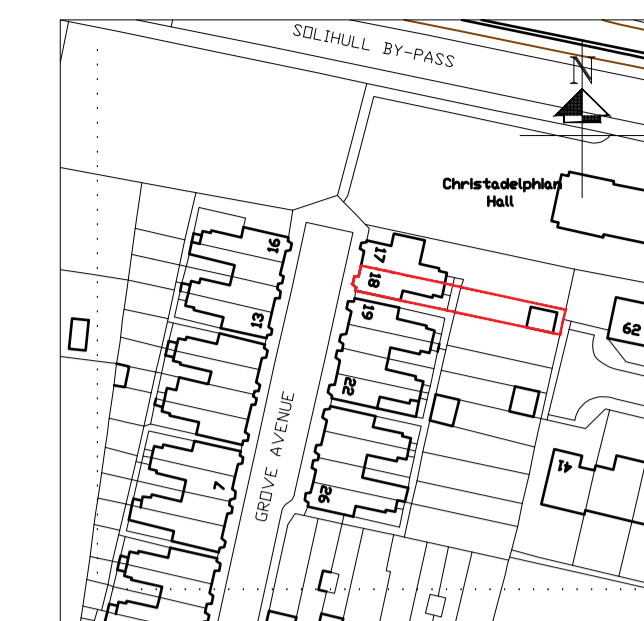 SOLIHULL BY-PASS
N
Christadelphian
Hall
16
17
18
19
13
62
22
GROVE AVENUE
41
7
26